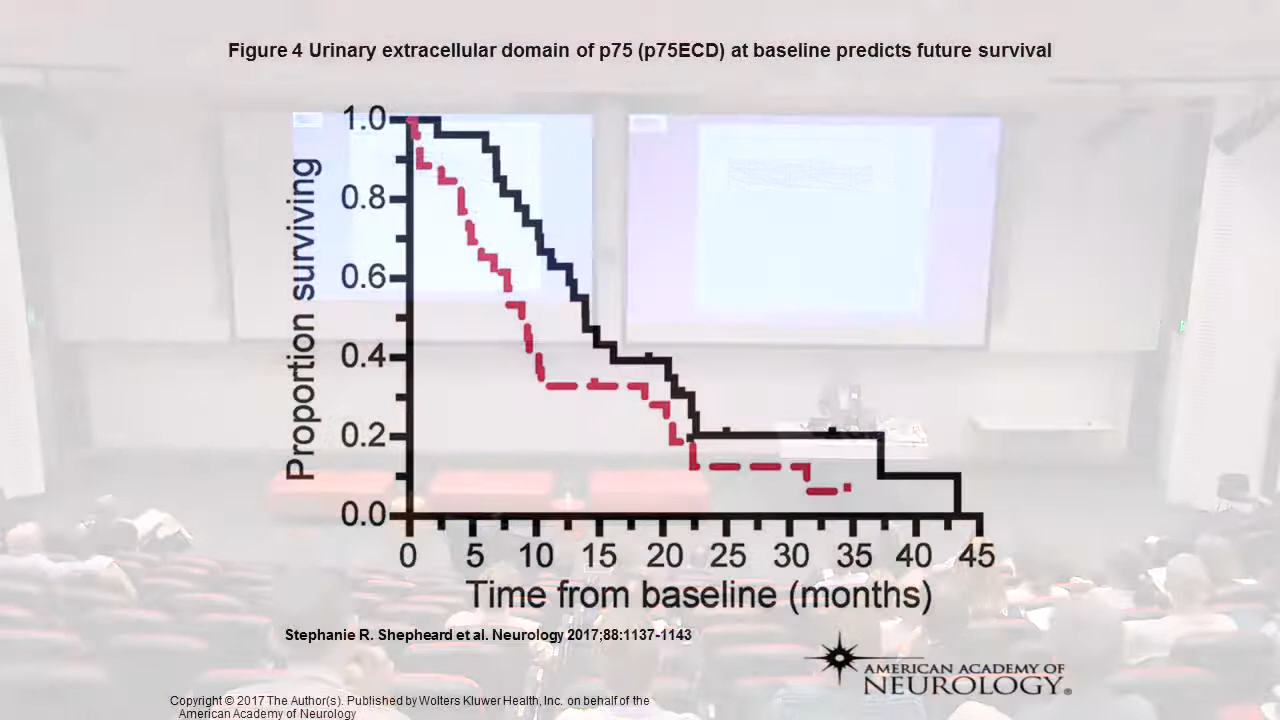 Figure 4 Urinary extracellular domain of p75 (p75ECD) at baseline predicts future survival
1.0
0.8
0.6
0.4
0.2
0.0
Proportion surviving
0 5 10 15 20 25 30 35 40 45
Time from baseline (months)
Stephanie R. Shepheard et al. Neurology 2017;88:1137-1143
AMERICAN ACADEMY OF
NEUROLOGY®
Copyright © 2017 The Author(s). Published by Wolters Kluwer Health, Inc. on behalf of the
American Academy of Neurology